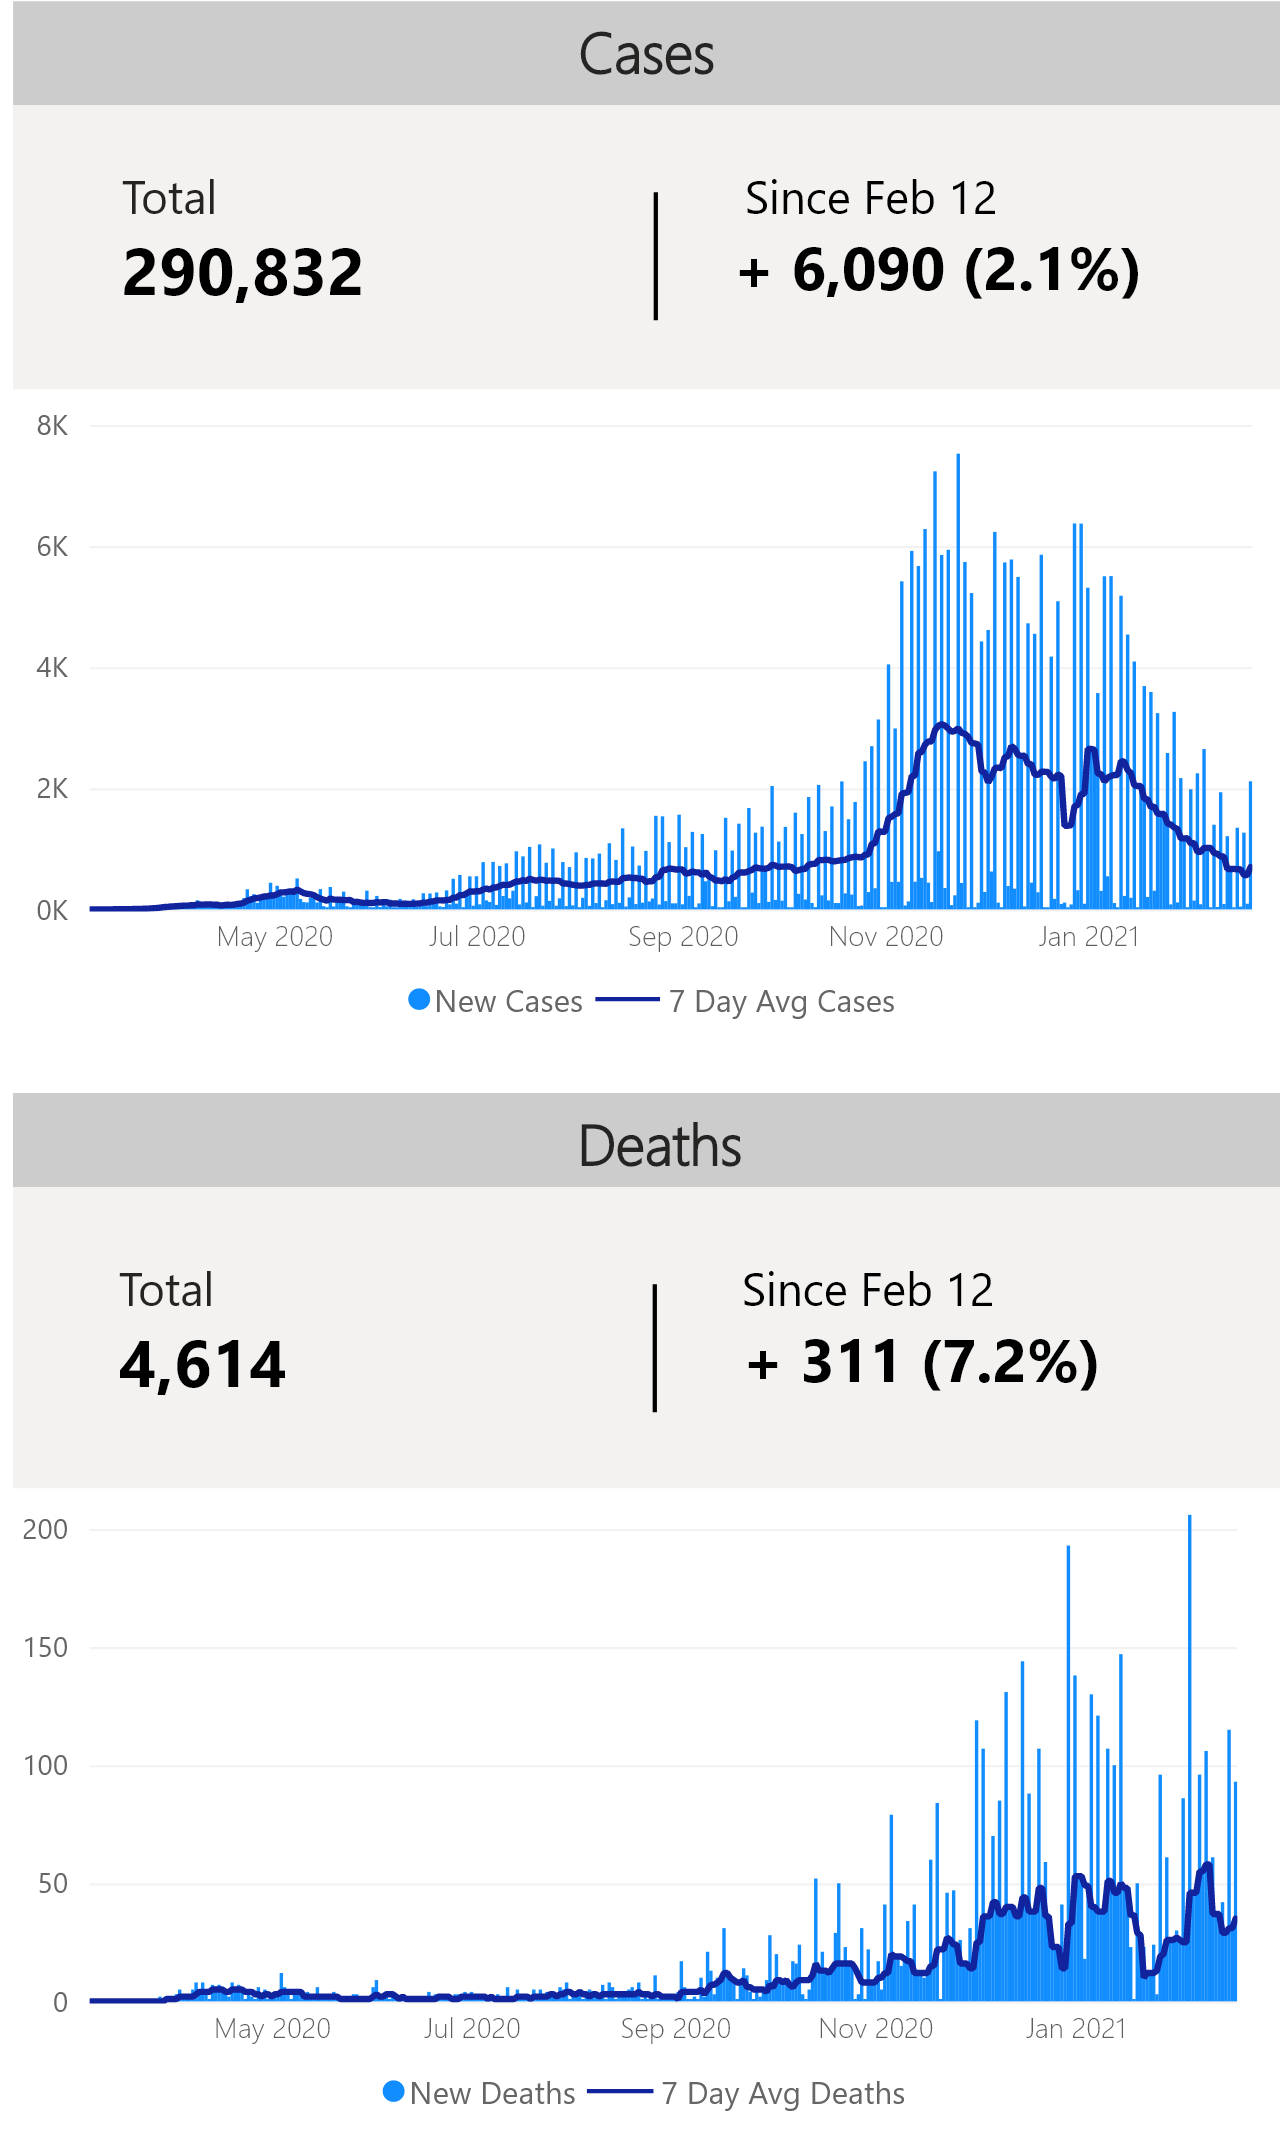 Cases
Total
Since Feb 12
290,832
+ 6,090 (2.1%)
8K
6K
4K
2K
0K
May 2020
Jul 2020
Sep 2020
Nov 2020
Jan 2021
New Cases
7 Day Avg Cases
Deaths
Total
Since Feb 12
4,614
+ 311 (7.2%)
200
150
100
50
0
May 2020
Jul 2020
Sep 2020
Nov 2020
Jan 2021
New Deaths
7 Day Avg Deaths